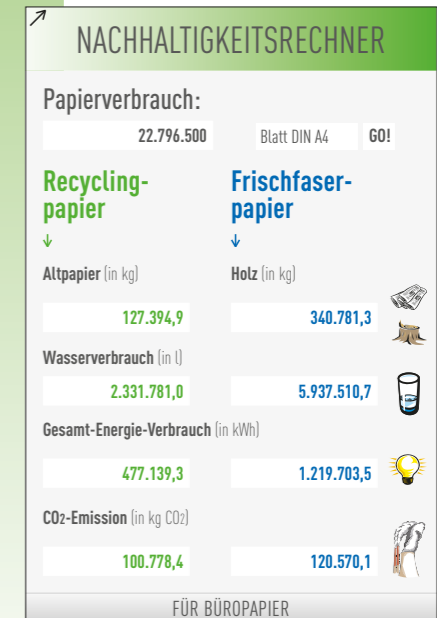 NACHHALTIGKEITSRECHNER
Papierverbrauch:
22.796.500 Blatt DIN A4 GO!
Recycling- Frischfaser-
papier papier
Altpapier (in kg) Holz (in kg)
127.394,9 340.781,3
Wasserverbrauch (in l)
2.331.781,0 5.937.510,7
Gesamt-Energie-Verbrauch (in kWh)
477.139,3 1.219.703,5
CO2-Emission (in kg CO2)
100.778,4 120.570,1
FÜR BÜROPAPIER